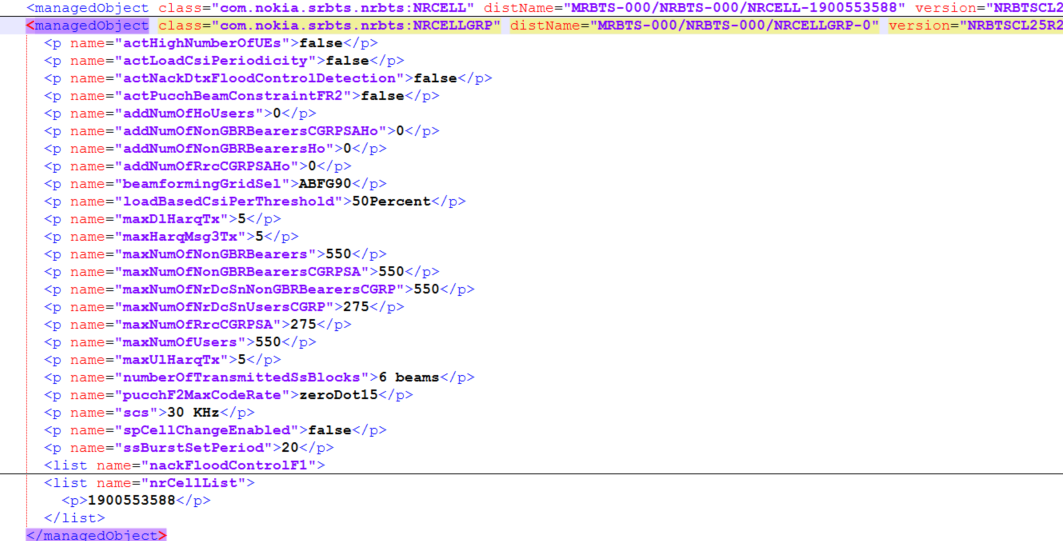 <managedObject class="com.nokia.srbts.nrbts:NRCELL" distName="MRBTS-000/NRBTS-000/NRCELL-1900553588" version="NRBTSCL2
<managedObject class="com.nokia.srbts.nrbts:NRCELLGRP" distName="MRBTS-000/NRBTS-000/NRCELLGRP-0" version="NRBTSCL25R2
<p name="actHighNumberOfUEs">false</p>
<p name="actLoadCsiPeriodicity">false</p>
<p name="actNackDtxFloodControlDetection">false</p>
<p name="actPucchBeamConstraintFR2">false</p>
<p name="addNumOfHoUsers">0</p>
<p name="addNumOfNonGBRBearersCGRPSAHo">0</p>
<p name="addNumOfNonGBRBearersHo">0</p>
<p name="addNumOfRrcCGRPSAHo">0</p>
<p name="beamformingGridSel">ABFG90</p>
<p name="loadBasedCsiPerThreshold">50Percent</p>
<p name="maxDlHarqTx">5</p>
<p name="maxHarqMsg3Tx">5</p>
<p name="maxNumOfNonGBRBearers">550</p>
<p name="maxNumOfNonGBRBearersCGRPSA">550</p>
<p name="maxNumOfNrDcSnNonGBRBearersCGRP">550</p>
<p name="maxNumOfNrDcSnUsersCGRP">275</p>
<p name="maxNumOfRrcCGRPSA">275</p>
<p name="maxNumOfUsers">550</p>
<p name="maxUlHarqTx">5</p>
<p name="numberOfTransmittedSsBlocks">6 beams</p>
<p name="pucchF2MaxCodeRate">zeroDot15</p>
<p name="scs">30 KHz</p>
<p name="spCellChangeEnabled">false</p>
<p name="ssBurstSetPeriod">20</p>
<list name="nackFloodControlF1">
<list name="nrCellList">
<p>1900553588</p>
</list>
</managedObject>